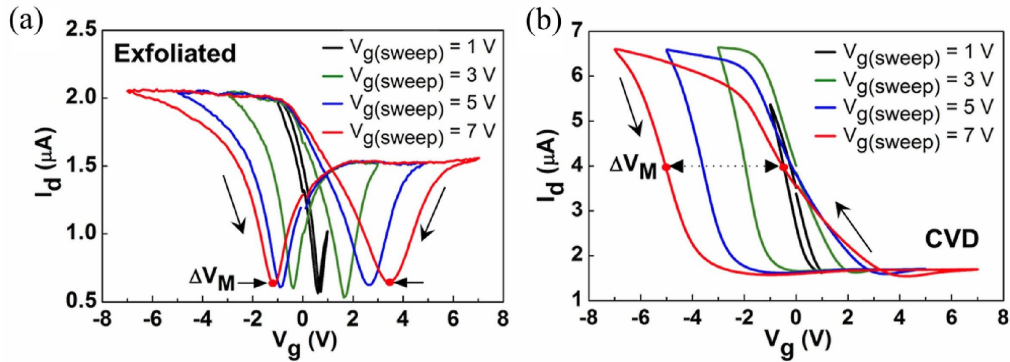 (a)
2.5
2.0
1.5
1.0
0.5
I_d (μA)
Exfoliated
V_g(sweep) = 1 V
V_g(sweep) = 3 V
V_g(sweep) = 5 V
V_g(sweep) = 7 V
ΔV_M
-8 -6 -4 -2 0 2 4 6 8
V_g (V)
(b)
7
6
5
4
3
2
1
I_d (μA)
V_g(sweep) = 1 V
V_g(sweep) = 3 V
V_g(sweep) = 5 V
V_g(sweep) = 7 V
ΔV_M
CVD
-8 -6 -4 -2 0 2 4 6 8
V_g (V)